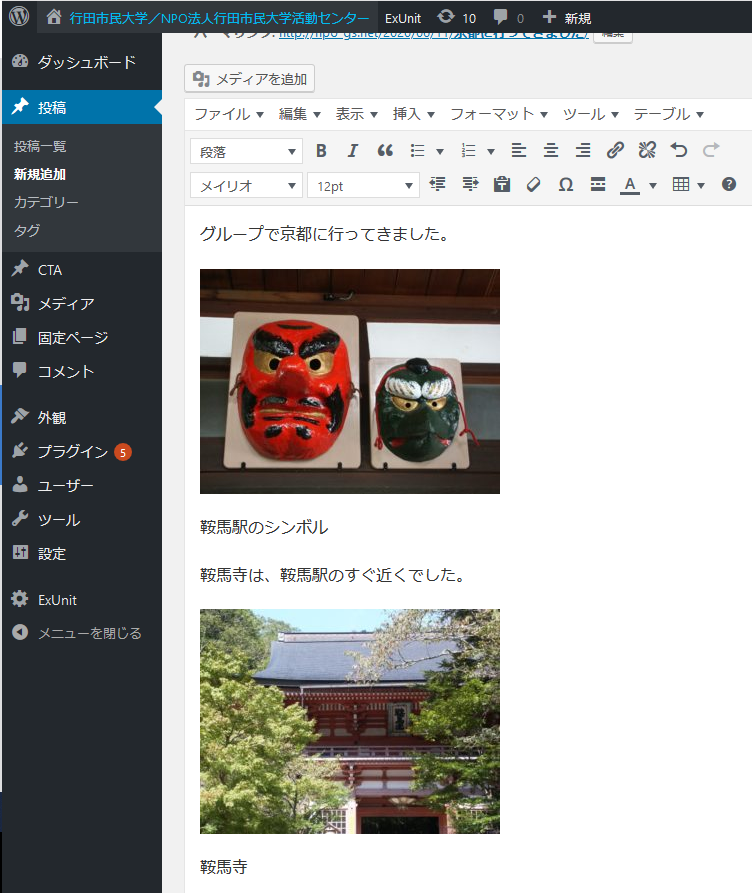 行田市民大学／NPO法人行田市民大学活動センター ExUnit 10 0 新規
ダッシュボード
投稿
投稿一覧
新規追加
カテゴリー
タグ
CTA
メディア
固定ページ
コメント
外観
プラグイン 5
ユーザー
ツール
設定
ExUnit
メニューを閉じる
メディアを追加
ファイル 編集 表示 挿入 フォーマット ツール テーブル
段落 B I
メイリオ 12pt A
グループで京都に行ってきました。
鞍馬駅のシンボル
鞍馬寺は、鞍馬駅のすぐ近くでした。
鞍馬寺